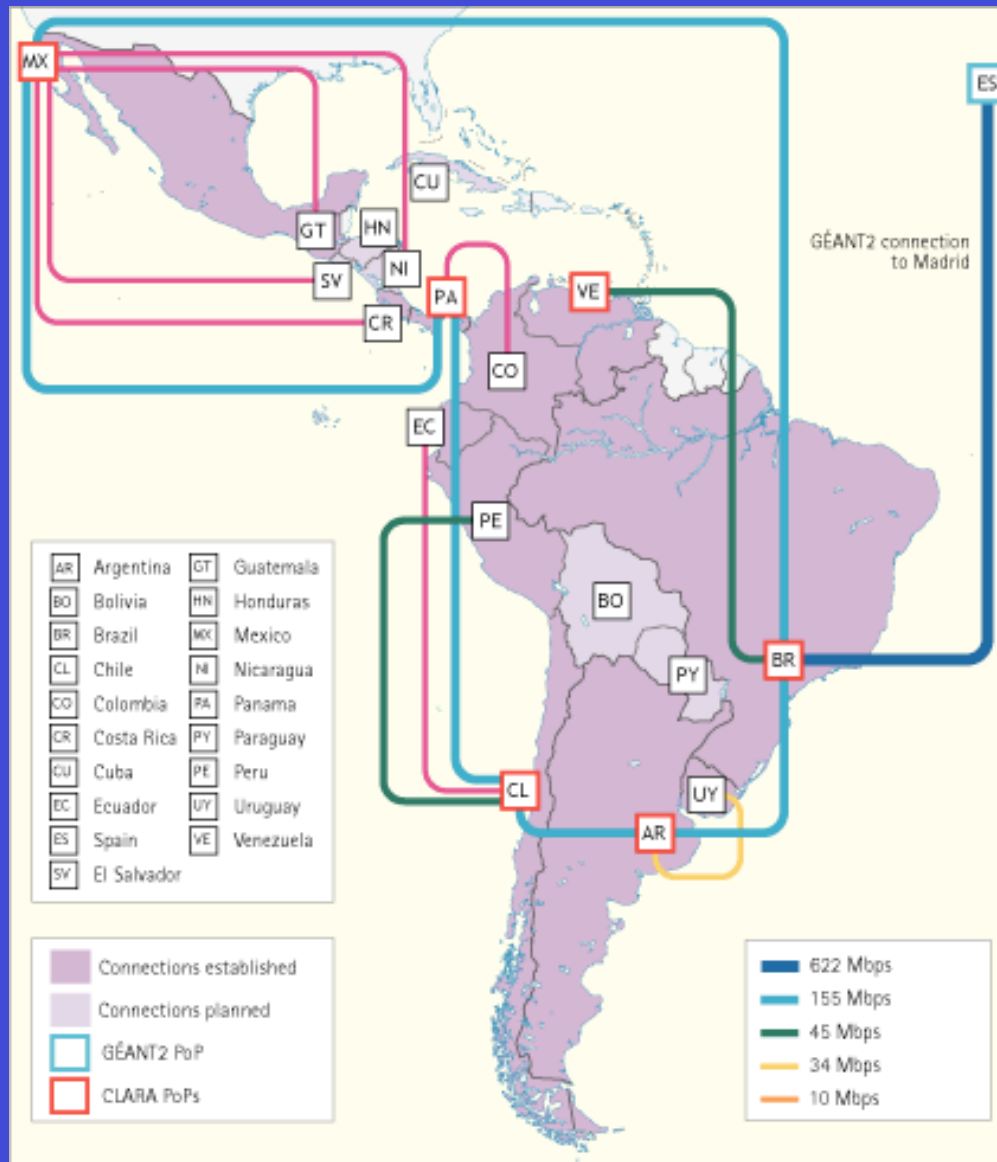 MX
ES
CU
GT
HN
GÉANT2 connection
to Madrid
SV
NI
PA
VE
CR
CO
EC
PE
BO
PY
BR
CL
UY
AR
AR Argentina GT Guatemala
BO Bolivia HN Honduras
BR Brazil MX Mexico
CL Chile NI Nicaragua
CO Colombia PA Panama
CR Costa Rica PY Paraguay
CU Cuba PE Peru
EC Ecuador UY Uruguay
ES Spain VE Venezuela
SV El Salvador
Connections established
Connections planned
GÉANT2 PoP
CLARA PoPs
622 Mbps
155 Mbps
45 Mbps
34 Mbps
10 Mbps